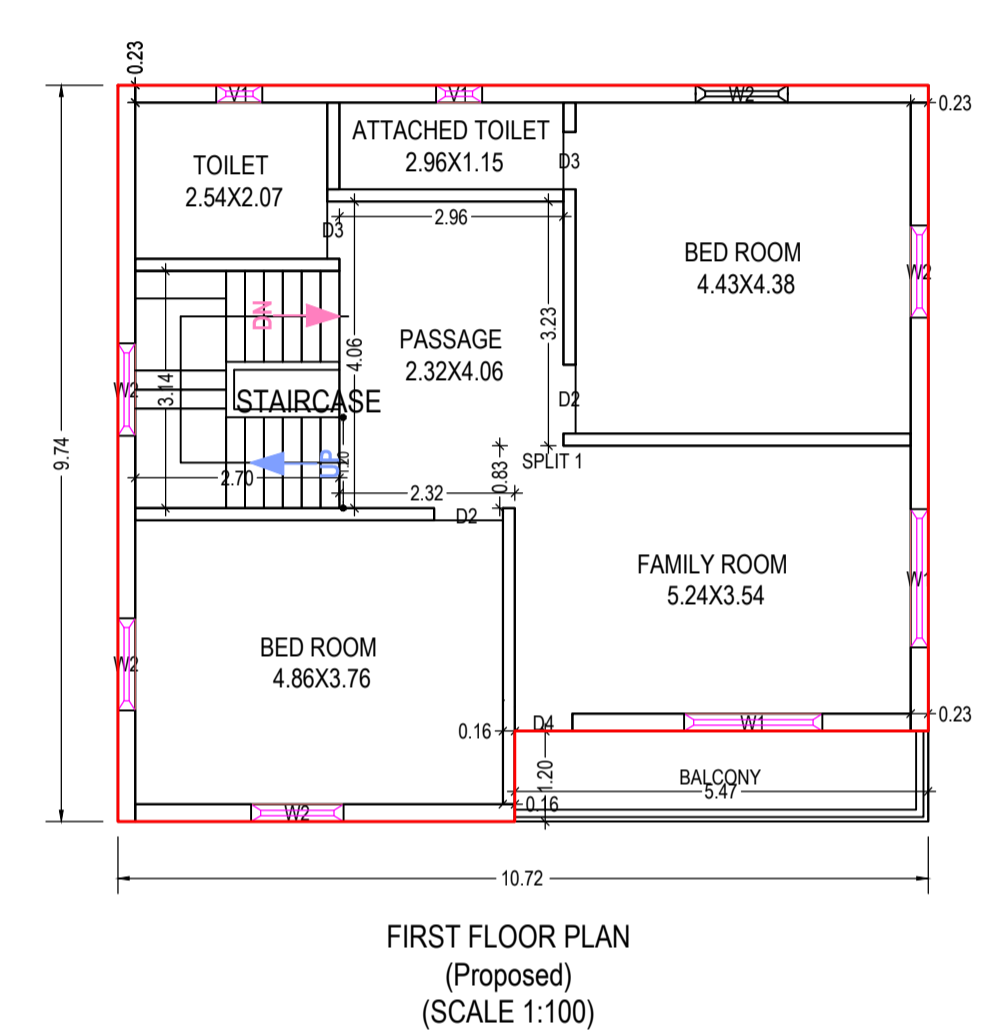 0.23
V1
V1
W2
0.23
ATTACHED TOILET
2.96X1.15
TOILET
2.54X2.07
D3
2.96
D3
BED ROOM
4.43X4.38
W2
DN
3.23
PASSAGE
2.32X4.06
4.06
W2
3.14
STAIRCASE
D2
9.74
SPLIT 1
UP
1.20
2.70
0.83
2.32
D2
FAMILY ROOM
5.24X3.54
W1
BED ROOM
4.86X3.76
W2
0.16
D4
W1
0.23
1.20
BALCONY
5.47
0.16
W2
10.72
FIRST FLOOR PLAN
(Proposed)
(SCALE 1:100)